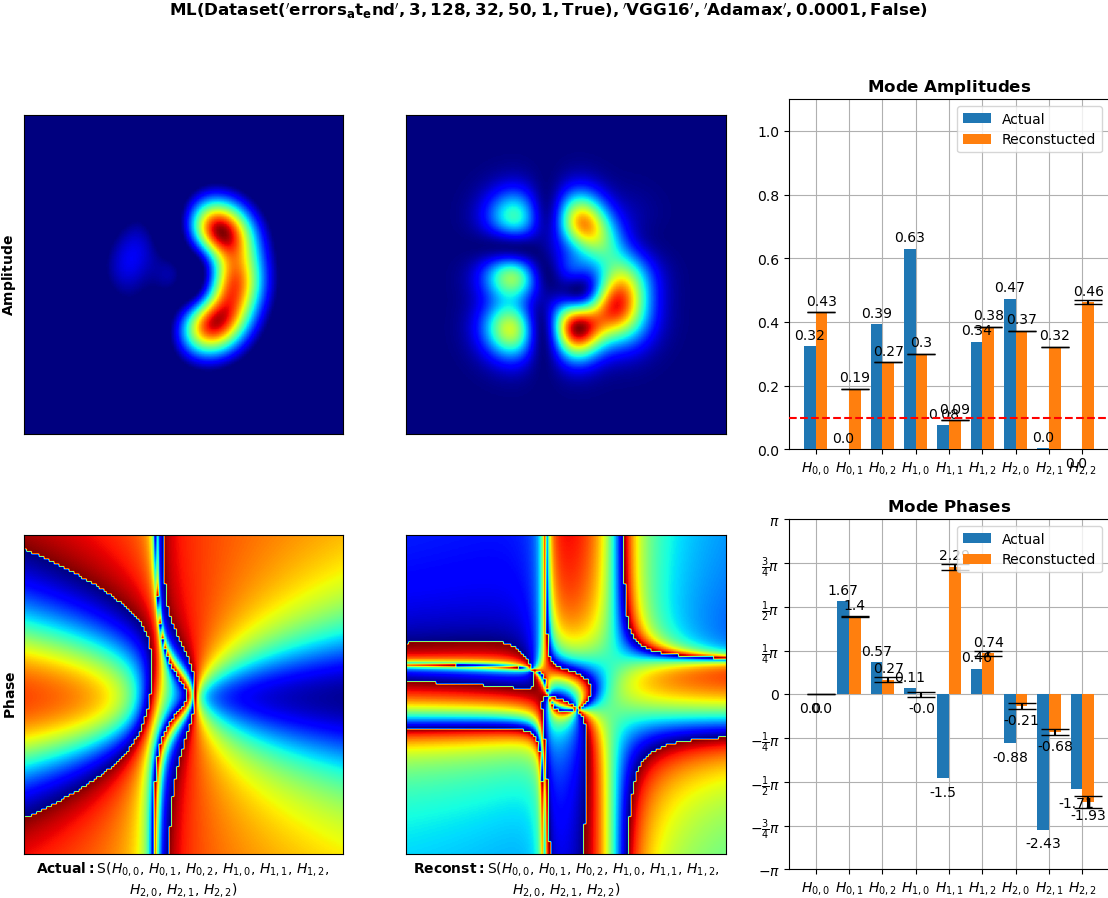 ML(Dataset('errors_at_end', 3, 128, 32, 50, 1, True), 'VGG16', 'Adamax', 0.0001, False)
Amplitude
Mode Amplitudes
Actual
Reconstucted
1.0
0.8
0.6
0.4
0.2
0.0
0.32
0.43
0.0
0.19
0.39
0.27
0.63
0.3
0.08
0.09
0.34
0.38
0.47
0.37
0.0
0.32
0.0
0.46
H0,0 H0,1 H0,2 H1,0 H1,1 H1,2 H2,0 H2,1 H2,2
Phase
Mode Phases
Actual
Reconstucted
π
3/4π
1/2π
1/4π
0
−1/4π
−1/2π
−3/4π
−π
0.0
0.0
1.67
1.4
0.57
0.27
0.11
-0.0
-1.5
0.46
0.74
-0.88
-0.21
-2.43
-0.68
-1.93
H0,0 H0,1 H0,2 H1,0 H1,1 H1,2 H2,0 H2,1 H2,2
Actual: S(H0,0, H0,1, H0,2, H1,0, H1,1, H1,2,
H2,0, H2,1, H2,2)
Reconst: S(H0,0, H0,1, H0,2, H1,0, H1,1, H1,2,
H2,0, H2,1, H2,2)